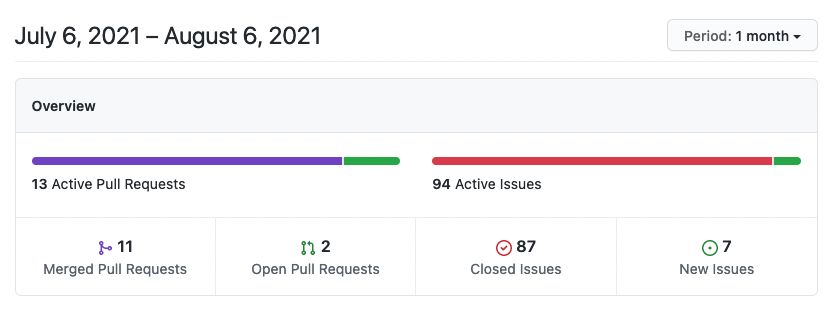 July 6, 2021 – August 6, 2021
Period: 1 month
Overview
13 Active Pull Requests
94 Active Issues
11
Merged Pull Requests
2
Open Pull Requests
87
Closed Issues
7
New Issues